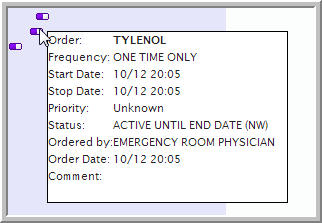 Order: TYLENOL
Frequency: ONE TIME ONLY
Start Date: 10/12 20:05
Stop Date: 10/12 20:05
Priority: Unknown
Status: ACTIVE UNTIL END DATE (NW)
Ordered by: EMERGENCY ROOM PHYSICIAN
Order Date: 10/12 20:05
Comment: